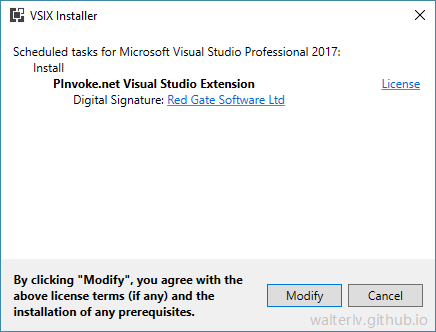 VSIX Installer
Scheduled tasks for Microsoft Visual Studio Professional 2017:
Install
PInvoke.net Visual Studio Extension License
Digital Signature: Red Gate Software Ltd
By clicking "Modify", you agree with the
above license terms (if any) and the
installation of any prerequisites.
Modify Cancel
walterlv.github.io